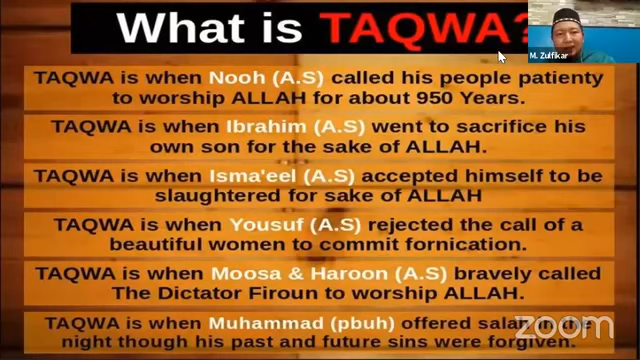 What is TAQWA?
M. Zulfikar
TAQWA is when Nooh (A.S) called his people patienty
to worship ALLAH for about 950 Years.
TAQWA is when Ibrahim (A.S) went to sacrifice his
own son for the sake of ALLAH.
TAQWA is when Isma'eel (A.S) accepted himself to be
slaughtered for sake of ALLAH
TAQWA is when Yousuf (A.S) rejected the call of a
beautiful women to commit fornication.
TAQWA is when Moosa & Haroon (A.S) bravely called
The Dictator Firoun to worship ALLAH.
TAQWA is when Muhammad (pbuh) offered salat in the
night though his past and future sins were forgiven.
zoom